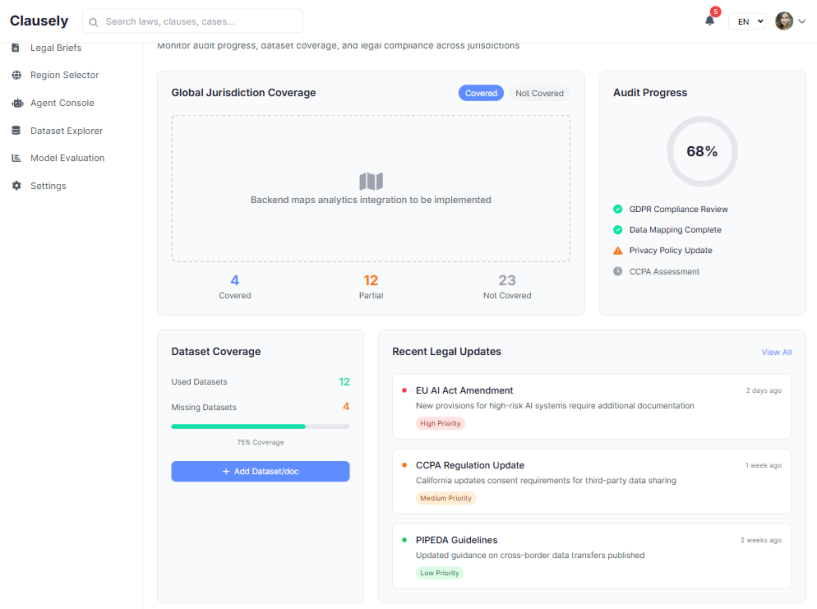 Clausely
Search laws, clauses, cases...
5
EN
Legal Briefs
Region Selector
Agent Console
Dataset Explorer
Model Evaluation
Settings
Monitor audit progress, dataset coverage, and legal compliance across jurisdictions
Global Jurisdiction Coverage
Covered
Not Covered
Backend maps analytics integration to be implemented
4
Covered
12
Partial
23
Not Covered
Audit Progress
68%
GDPR Compliance Review
Data Mapping Complete
Privacy Policy Update
CCPA Assessment
Dataset Coverage
Used Datasets 12
Missing Datasets 4
75% Coverage
+ Add Dataset/doc
Recent Legal Updates
View All
EU AI Act Amendment
2 days ago
New provisions for high-risk AI systems require additional documentation
High Priority
CCPA Regulation Update
1 week ago
California updates consent requirements for third-party data sharing
Medium Priority
PIPEDA Guidelines
2 weeks ago
Updated guidance on cross-border data transfers published
Low Priority